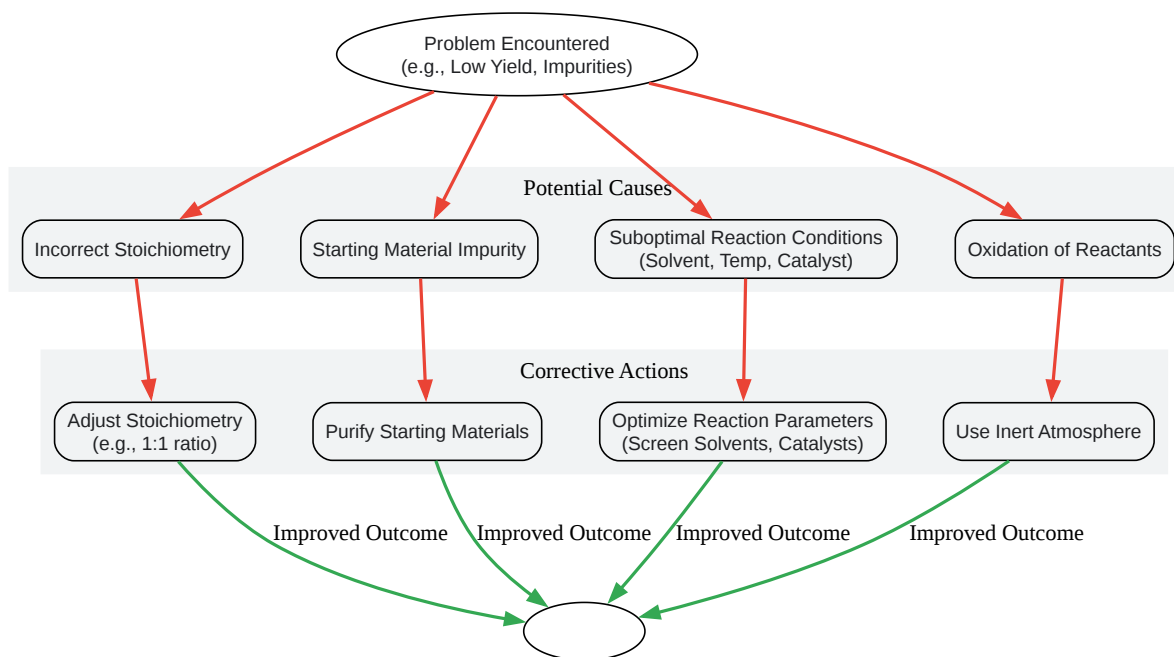 Problem Encountered
(e.g., Low Yield, Impurities)
Potential Causes
Incorrect Stoichiometry
Starting Material Impurity
Suboptimal Reaction Conditions
(Solvent, Temp, Catalyst)
Oxidation of Reactants
Corrective Actions
Adjust Stoichiometry
(e.g., 1:1 ratio)
Purify Starting Materials
Optimize Reaction Parameters
(Screen Solvents, Catalysts)
Use Inert Atmosphere
Improved Outcome
Improved Outcome
Improved Outcome
Improved Outcome